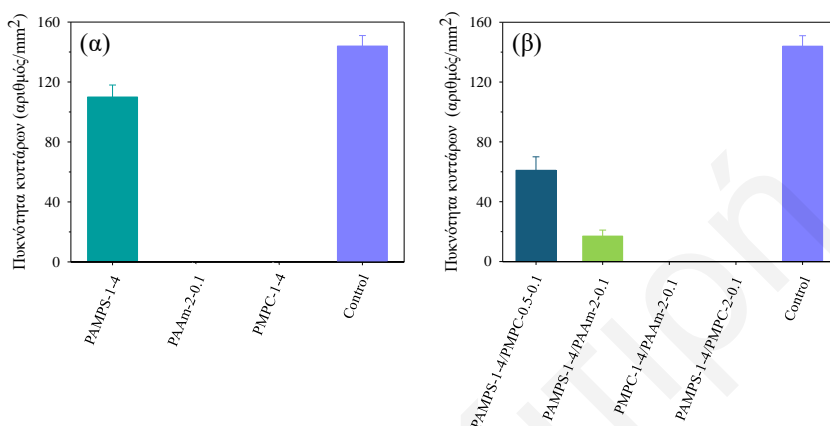 (α)
Πυκνότητα κυττάρων (αριθμός/mm²)
160
120
80
40
0
PAMPS-1-4
PAAm-2-0.1
PMPC-1-4
Control
(β)
Πυκνότητα κυττάρων (αριθμός/mm²)
160
120
80
40
0
PAMPS-1-4/PMPC-0.5-0.1
PAMPS-1-4/PAAm-2-0.1
PMPC-1-4/PAAm-2-0.1
PAMPS-1-4/PMPC-2-0.1
Control